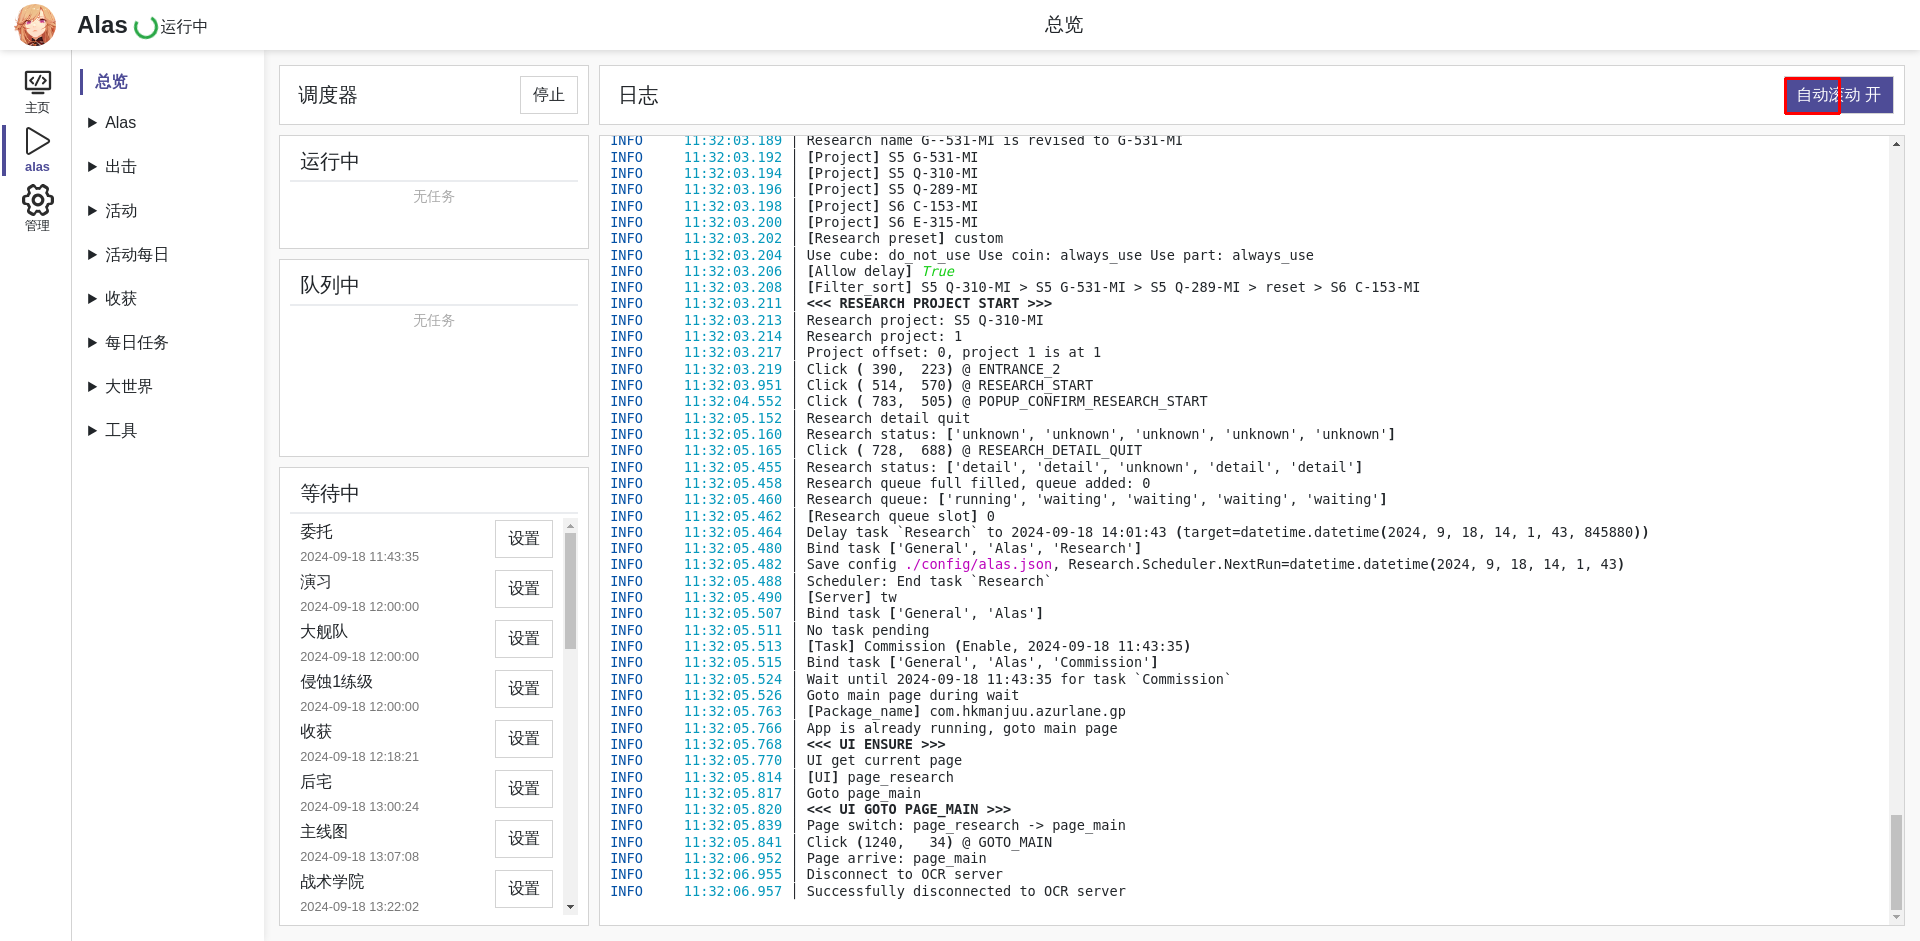 Alas 运行中
总览
主页
alas
管理
总览
Alas
出击
活动
活动每日
收获
每日任务
大世界
工具
调度器
停止
运行中
无任务
队列中
无任务
等待中
委托
2024-09-18 11:43:35
设置
演习
2024-09-18 12:00:00
设置
大舰队
2024-09-18 12:00:00
设置
侵蚀1练级
2024-09-18 12:00:00
设置
收获
2024-09-18 12:18:21
设置
后宅
2024-09-18 13:00:24
设置
主线图
2024-09-18 13:07:08
设置
战术学院
2024-09-18 13:22:02
设置
日志
自动滚动 开
INFO 11:32:03.189 | Research name G--531-MI is revised to G-531-MI
INFO 11:32:03.192 | [Project] S5 G-531-MI
INFO 11:32:03.194 | [Project] S5 Q-310-MI
INFO 11:32:03.196 | [Project] S5 Q-289-MI
INFO 11:32:03.198 | [Project] S6 C-153-MI
INFO 11:32:03.200 | [Project] S6 E-315-MI
INFO 11:32:03.202 | [Research preset] custom
INFO 11:32:03.204 | Use cube: do_not_use Use coin: always_use Use part: always_use
INFO 11:32:03.206 | [Allow delay] True
INFO 11:32:03.208 | [Filter_sort] S5 Q-310-MI > S5 G-531-MI > S5 Q-289-MI > reset > S6 C-153-MI
INFO 11:32:03.211 | <<< RESEARCH PROJECT START >>>
INFO 11:32:03.213 | Research project: S5 Q-310-MI
INFO 11:32:03.214 | Research project: 1
INFO 11:32:03.217 | Project offset: 0, project 1 is at 1
INFO 11:32:03.219 | Click ( 390,  223) @ ENTRANCE_2
INFO 11:32:03.951 | Click ( 514,  570) @ RESEARCH_START
INFO 11:32:04.552 | Click ( 783,  505) @ POPUP_CONFIRM_RESEARCH_START
INFO 11:32:05.152 | Research detail quit
INFO 11:32:05.160 | Research status: ['unknown', 'unknown', 'unknown', 'unknown', 'unknown']
INFO 11:32:05.165 | Click ( 728,  688) @ RESEARCH_DETAIL_QUIT
INFO 11:32:05.455 | Research status: ['detail', 'detail', 'unknown', 'detail', 'detail']
INFO 11:32:05.458 | Research queue full filled, queue added: 0
INFO 11:32:05.460 | Research queue: ['running', 'waiting', 'waiting', 'waiting', 'waiting']
INFO 11:32:05.462 | [Research queue slot] 0
INFO 11:32:05.464 | Delay task `Research` to 2024-09-18 14:01:43 (target=datetime.datetime(2024, 9, 18, 14, 1, 43, 845880))
INFO 11:32:05.480 | Bind task ['General', 'Alas', 'Research']
INFO 11:32:05.482 | Save config ./config/alas.json, Research.Scheduler.NextRun=datetime.datetime(2024, 9, 18, 14, 1, 43)
INFO 11:32:05.488 | Scheduler: End task `Research`
INFO 11:32:05.490 | [Server] tw
INFO 11:32:05.507 | Bind task ['General', 'Alas']
INFO 11:32:05.511 | No task pending
INFO 11:32:05.513 | [Task] Commission (Enable, 2024-09-18 11:43:35)
INFO 11:32:05.515 | Bind task ['General', 'Alas', 'Commission']
INFO 11:32:05.524 | Wait until 2024-09-18 11:43:35 for task `Commission`
INFO 11:32:05.526 | Goto main page during wait
INFO 11:32:05.763 | [Package_name] com.hkmanjuu.azurlane.gp
INFO 11:32:05.766 | App is already running, goto main page
INFO 11:32:05.768 | <<< UI ENSURE >>>
INFO 11:32:05.770 | UI get current page
INFO 11:32:05.814 | [UI] page_research
INFO 11:32:05.817 | Goto page_main
INFO 11:32:05.820 | <<< UI GOTO PAGE_MAIN >>>
INFO 11:32:05.839 | Page switch: page_research -> page_main
INFO 11:32:05.841 | Click (1240,   34) @ GOTO_MAIN
INFO 11:32:06.952 | Page arrive: page_main
INFO 11:32:06.955 | Disconnect to OCR server
INFO 11:32:06.957 | Successfully disconnected to OCR server